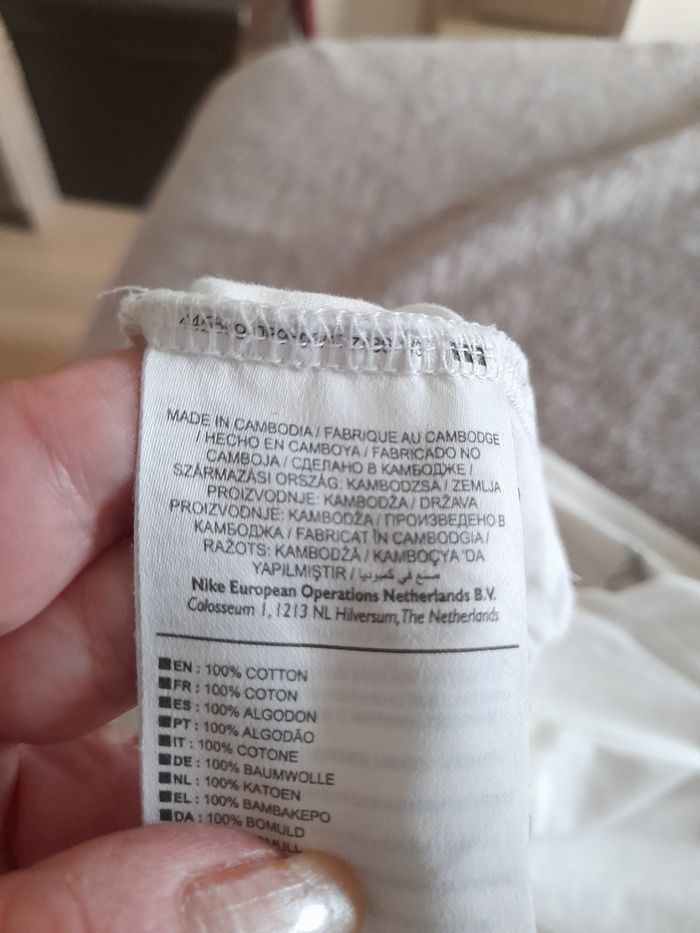 MADE IN CAMBODIA / FABRIQUE AU CAMBODGE
/ HECHO EN CAMBOYA / FABRICADO NO
CAMBOJA / СДЕЛАНО В КАМБОДЖЕ /
SZÁRMAZÁSI ORSZÁG: KAMBODZSA / ZEMLJA
PROIZVODNJE: KAMBODŽA / DRŽAVA
PROIZVODNJE: KAMBODŽA / ПРОИЗВЕДЕНО В
КАМБОДЖА / FABRICAT ÎN CAMBODGIA /
RAŽOTS: KAMBODŽĀ / KAMBOÇYA 'DA
YAPILMIŞTIR / صنع في كمبوديا
Nike European Operations Netherlands B.V.
Colosseum 1, 1213 NL Hilversum, The Netherlands
EN : 100% COTTON
FR : 100% COTON
ES : 100% ALGODON
PT : 100% ALGODÃO
IT : 100% COTONE
DE : 100% BAUMWOLLE
NL : 100% KATOEN
EL : 100% ΒΑΜΒΑΚΕΡΟ
DA : 100% BOMULD